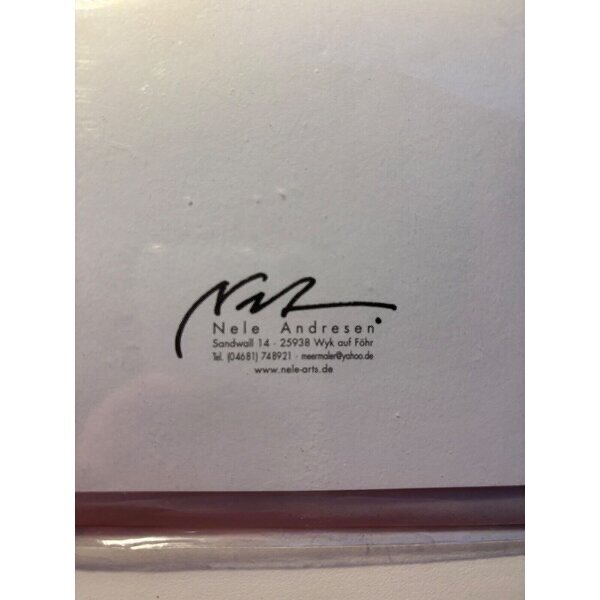 Nele Andresen
Sandwall 14 - 25938 Wyk auf Föhr
Tel. (04681) 748921 - meermaler@yahoo.de
www.nele-arts.de